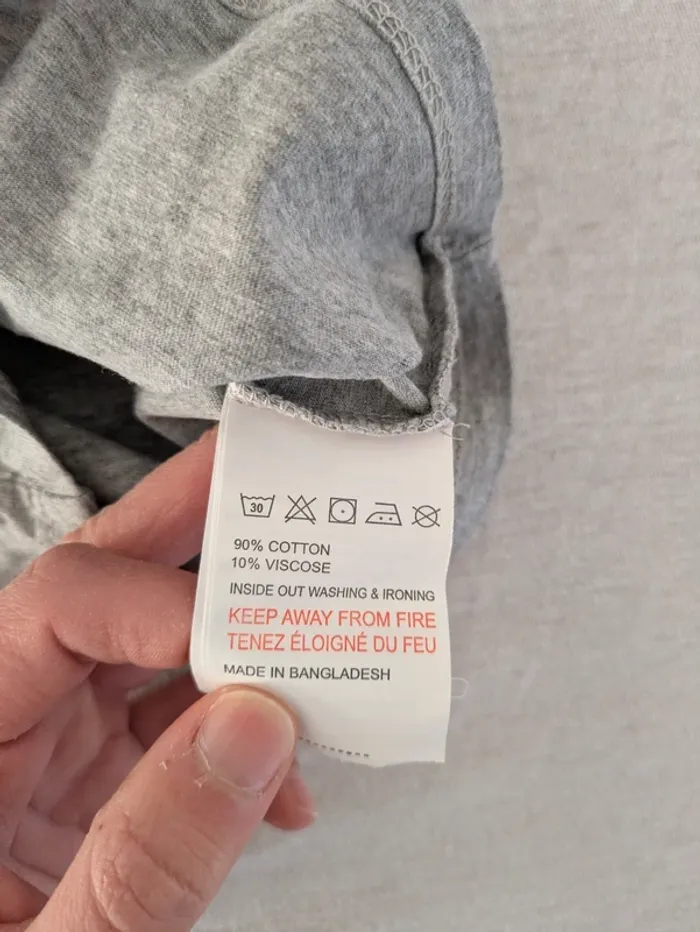 30
90% COTTON
10% VISCOSE
INSIDE OUT WASHING & IRONING
KEEP AWAY FROM FIRE
TENEZ ÉLOIGNÉ DU FEU
MADE IN BANGLADESH